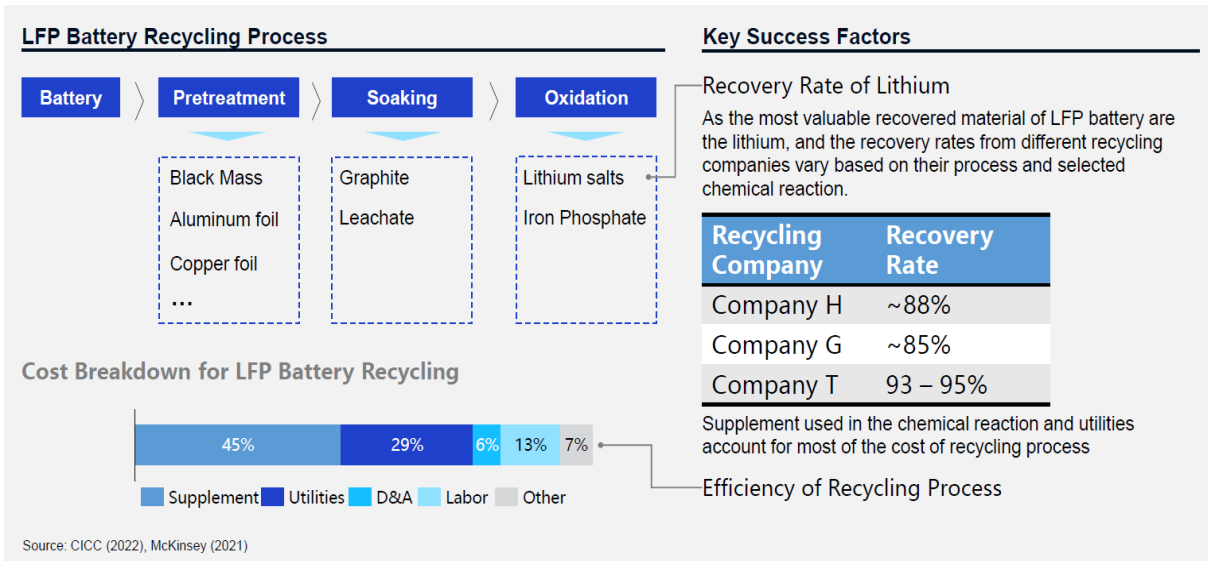 LFP Battery Recycling Process
Battery
Pretreatment
Soaking
Oxidation
Black Mass
Aluminum foil
Copper foil
...
Graphite
Leachate
Lithium salts
Iron Phosphate
Cost Breakdown for LFP Battery Recycling
45%
29%
6%
13%
7%
Supplement
Utilities
D&A
Labor
Other
Key Success Factors
Recovery Rate of Lithium
As the most valuable recovered material of LFP battery are
the lithium, and the recovery rates from different recycling
companies vary based on their process and selected
chemical reaction.
Recycling Company
Recovery Rate
Company H ~88%
Company G ~85%
Company T 93 – 95%
Supplement used in the chemical reaction and utilities
account for most of the cost of recycling process
Efficiency of Recycling Process
Source: CICC (2022), McKinsey (2021)